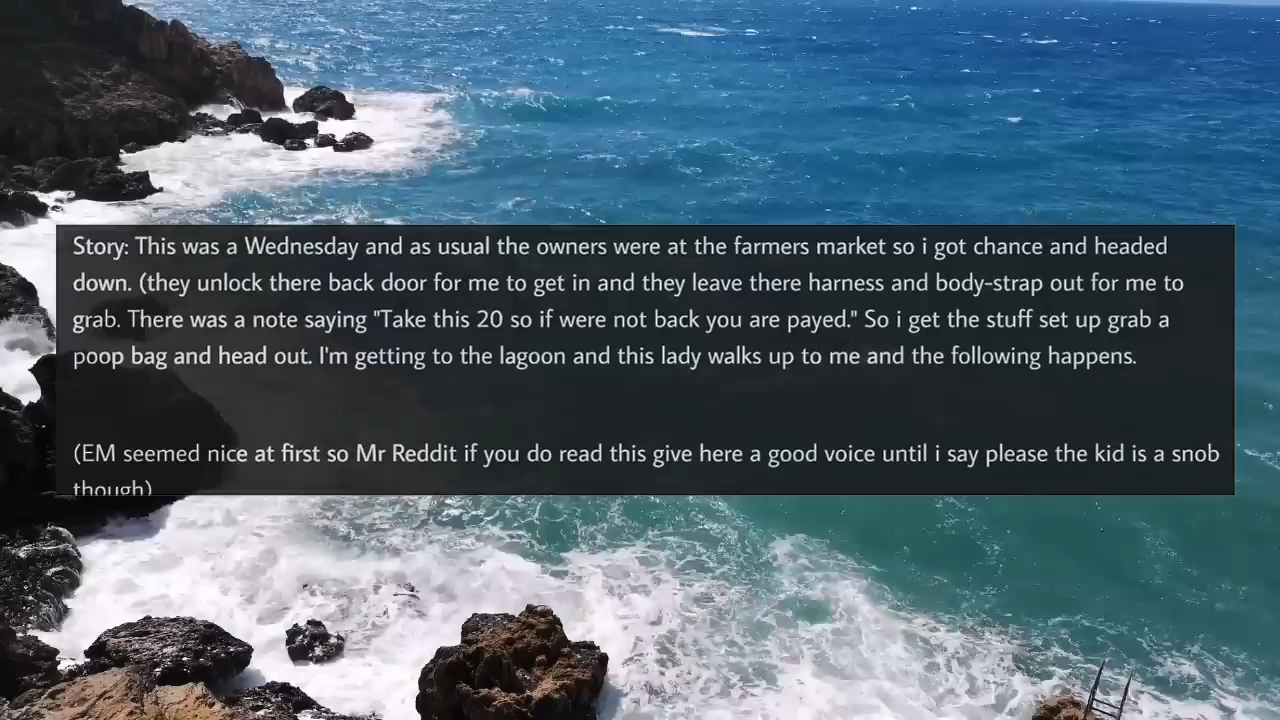 Story: This was a Wednesday and as usual the owners were at the farmers market so i got chance and headed
down. (they unlock there back door for me to get in and they leave there harness and body-strap out for me to
grab. There was a note saying "Take this 20 so if were not back you are payed." So i get the stuff set up grab a
poop bag and head out. I'm getting to the lagoon and this lady walks up to me and the following happens.
(EM seemed nice at first so Mr Reddit if you do read this give here a good voice until i say please the kid is a snob
though)